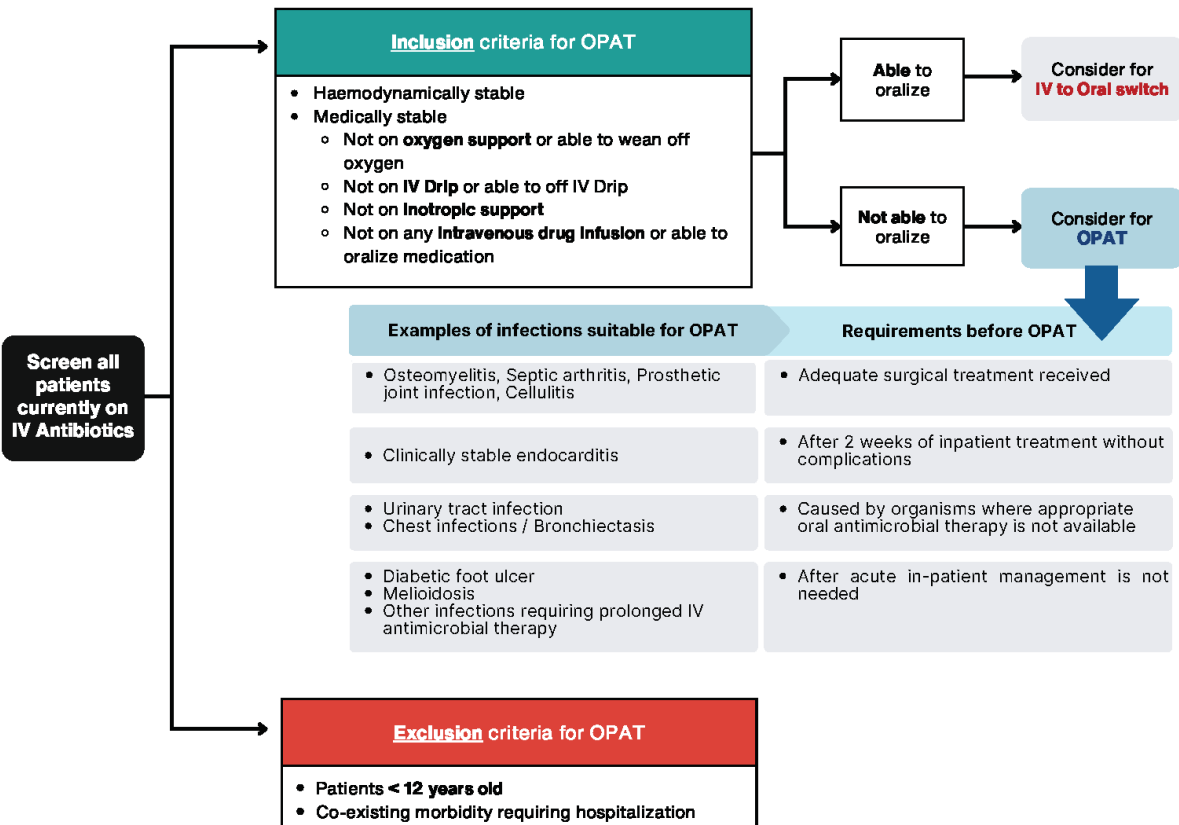 Screen all
patients
currently on
IV Antibiotics
Inclusion criteria for OPAT
• Haemodynamically stable
• Medically stable
◦ Not on oxygen support or able to wean off
oxygen
◦ Not on IV Drip or able to off IV Drip
◦ Not on Inotropic support
◦ Not on any Intravenous drug Infusion or able to
oralize medication
Able to
oralize
Consider for
IV to Oral switch
Not able to
oralize
Consider for
OPAT
Examples of infections suitable for OPAT
Requirements before OPAT
• Osteomyelitis, Septic arthritis, Prosthetic
joint infection, Cellulitis
• Adequate surgical treatment received
• Clinically stable endocarditis
• After 2 weeks of inpatient treatment without
complications
• Urinary tract infection
• Chest infections / Bronchiectasis
• Caused by organisms where appropriate
oral antimicrobial therapy is not available
• Diabetic foot ulcer
• Melioidosis
• Other infections requiring prolonged IV
antimicrobial therapy
• After acute in-patient management is not
needed
Exclusion criteria for OPAT
• Patients < 12 years old
• Co-existing morbidity requiring hospitalization